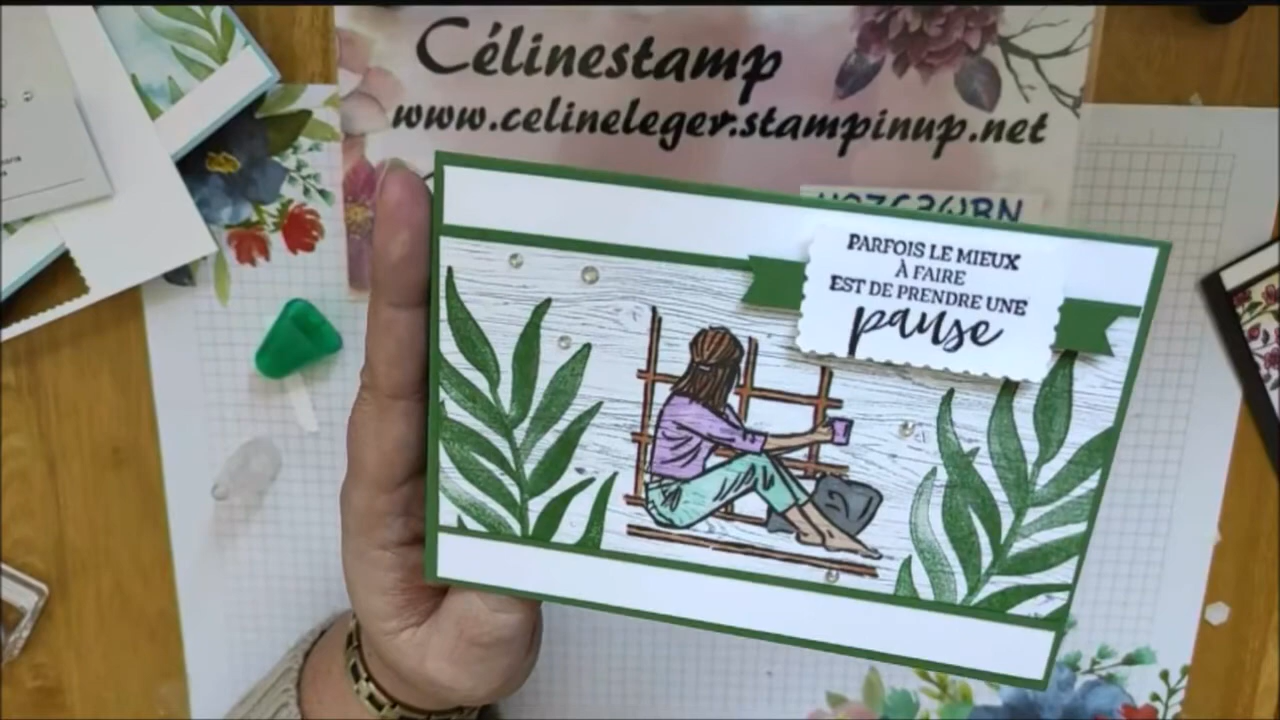 Célinestamp
www.celineleger.stampinup.net
PARFOIS LE MIEUX
À FAIRE
EST DE PRENDRE UNE
pause